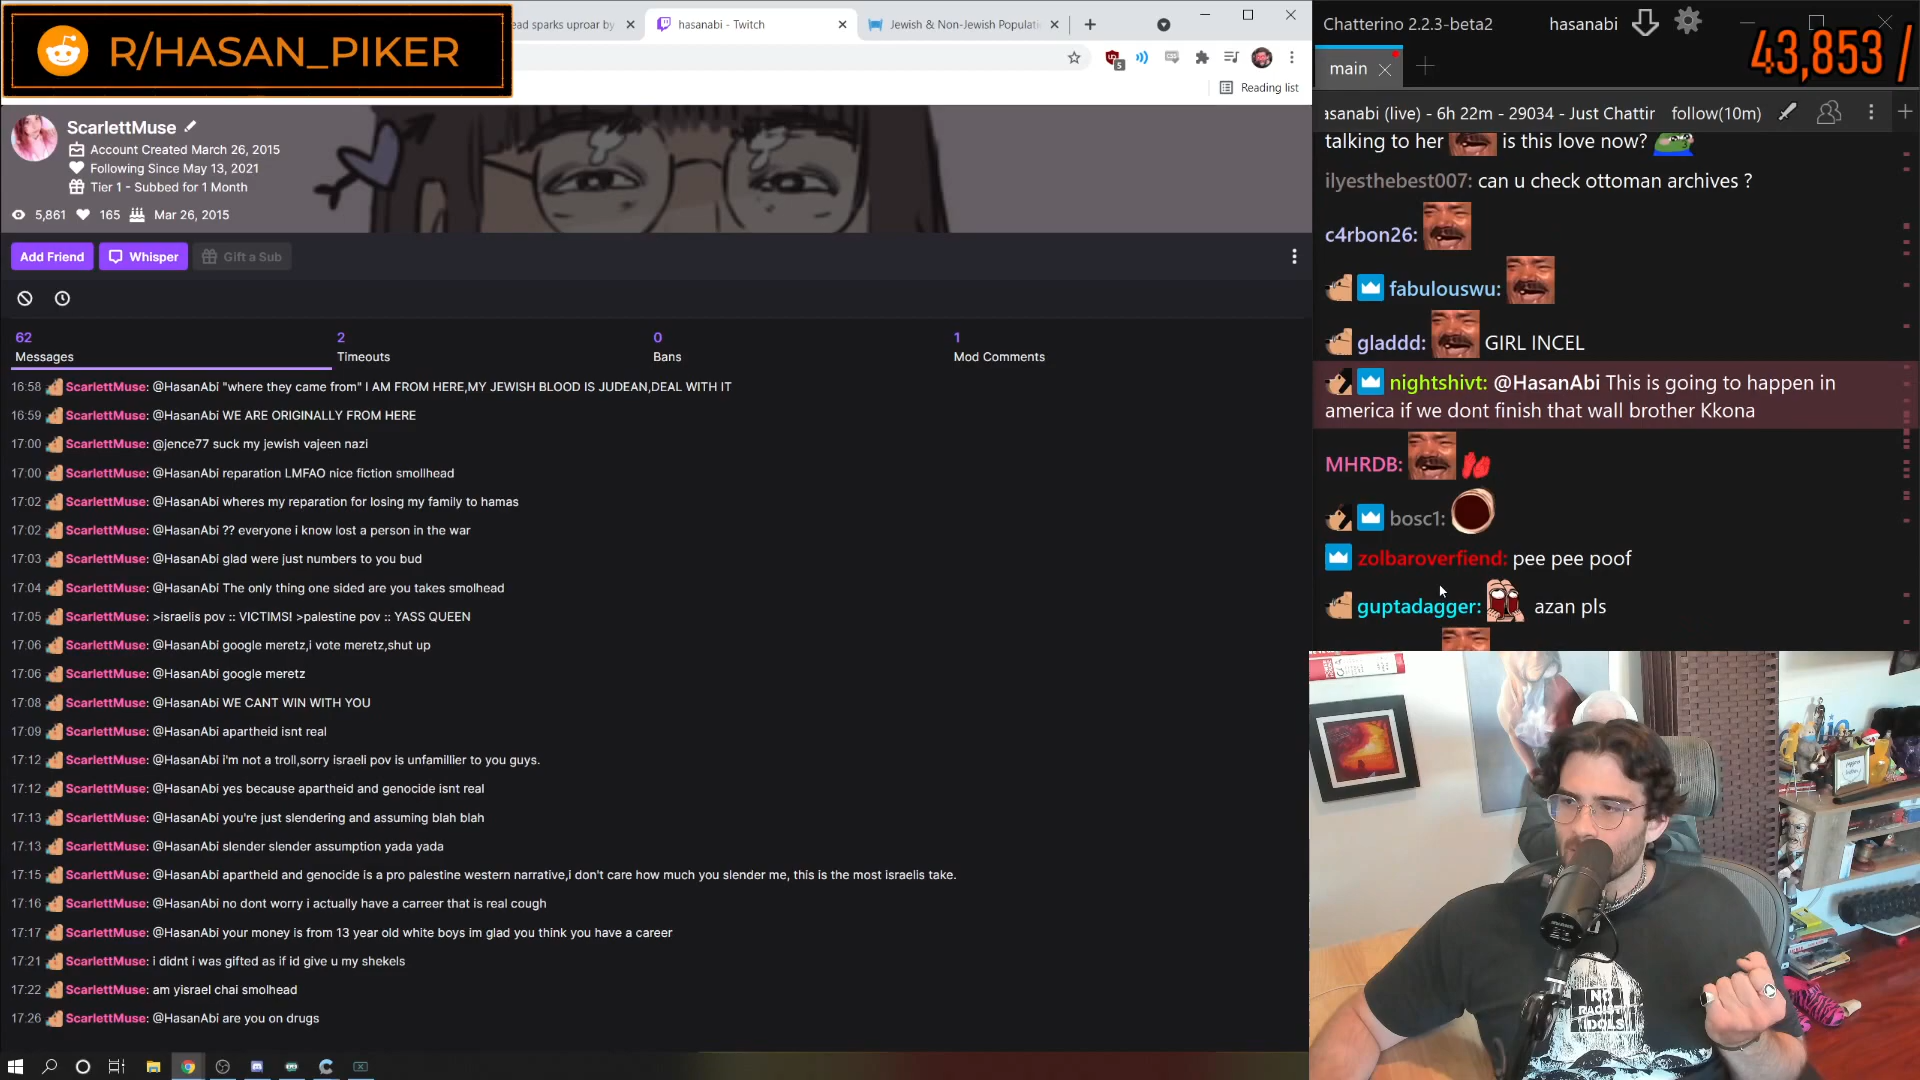 R/HASAN_PIKER
ead sparks uproar by
hasanabi - Twitch
Jewish & Non-Jewish Populati
5
Reading list
ScarlettMuse
Account Created March 26, 2015
Following Since May 13, 2021
Tier 1 - Subbed for 1 Month
5,861 165 Mar 26, 2015
Add Friend
Whisper
Gift a Sub
62
Messages
2
Timeouts
0
Bans
1
Mod Comments
16:58 ScarlettMuse: @HasanAbi "where they came from" I AM FROM HERE,MY JEWISH BLOOD IS JUDEAN,DEAL WITH IT
16:59 ScarlettMuse: @HasanAbi WE ARE ORIGINALLY FROM HERE
17:00 ScarlettMuse: @jence77 suck my jewish vajeen nazi
17:00 ScarlettMuse: @HasanAbi reparation LMFAO nice fiction smollhead
17:02 ScarlettMuse: @HasanAbi wheres my reparation for losing my family to hamas
17:02 ScarlettMuse: @HasanAbi ?? everyone i know lost a person in the war
17:03 ScarlettMuse: @HasanAbi glad were just numbers to you bud
17:04 ScarlettMuse: @HasanAbi The only thing one sided are you takes smolhead
17:05 ScarlettMuse: >israelis pov :: VICTIMS! >palestine pov :: YASS QUEEN
17:06 ScarlettMuse: @HasanAbi google meretz,i vote meretz,shut up
17:06 ScarlettMuse: @HasanAbi google meretz
17:08 ScarlettMuse: @HasanAbi WE CANT WIN WITH YOU
17:09 ScarlettMuse: @HasanAbi apartheid isnt real
17:12 ScarlettMuse: @HasanAbi i'm not a troll,sorry israeli pov is unfamillier to you guys.
17:12 ScarlettMuse: @HasanAbi yes because apartheid and genocide isnt real
17:13 ScarlettMuse: @HasanAbi you're just slendering and assuming blah blah
17:13 ScarlettMuse: @HasanAbi slender slender assumption yada yada
17:15 ScarlettMuse: @HasanAbi apartheid and genocide is a pro palestine western narrative,i don't care how much you slender me, this is the most israelis take.
17:16 ScarlettMuse: @HasanAbi no dont worry i actually have a carreer that is real cough
17:17 ScarlettMuse: @HasanAbi your money is from 13 year old white boys im glad you think you have a career
17:21 ScarlettMuse: i didnt i was gifted as if id give u my shekels
17:22 ScarlettMuse: am yisrael chai smolhead
17:26 ScarlettMuse: @HasanAbi are you on drugs
Chatterino 2.2.3-beta2
hasanabi
43,853 /
main
asanabi (live) - 6h 22m - 29034 - Just Chattir
follow(10m)
talking to her is this love now?
ilyesthebest007: can u check ottoman archives ?
c4rbon26:
fabulouswu:
gladdd: GIRL INCEL
nightshivt: @HasanAbi This is going to happen in
america if we dont finish that wall brother Kkona
MHRDB:
bosc1:
zolbaroverfiend: pee pee poof
guptadagger: azan pls
NO
RACIST
IDOLS